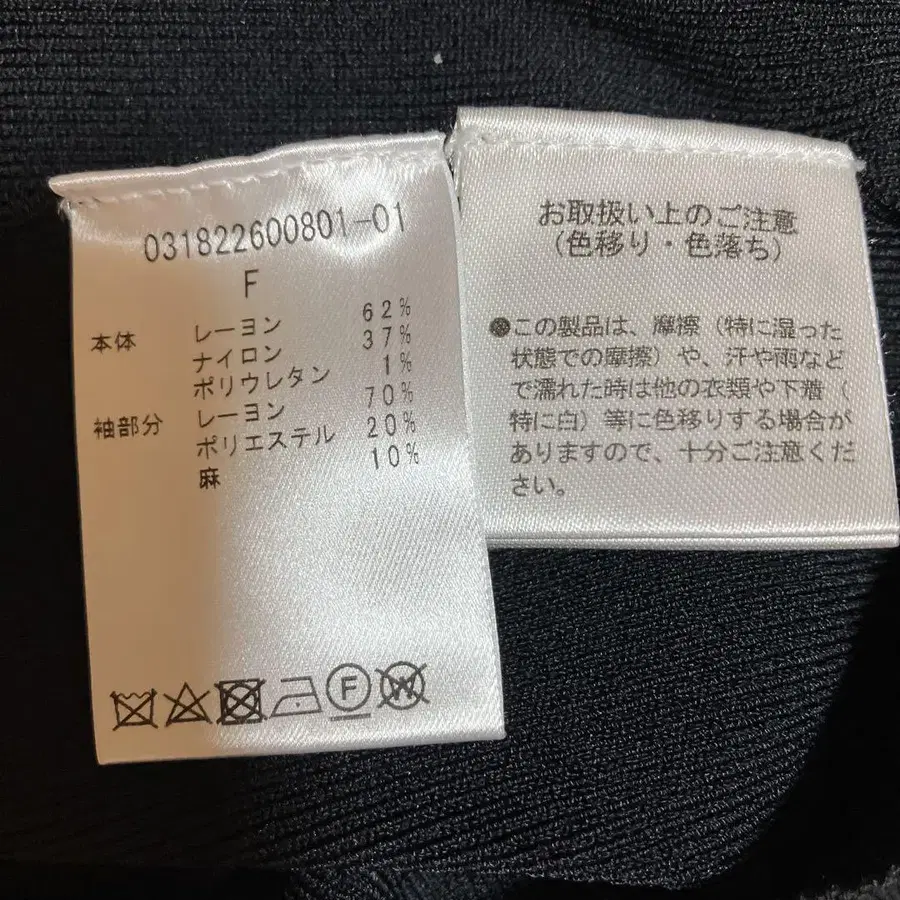 031822600801-01
F
本体 レーヨン 62%
ナイロン 37%
ポリウレタン 1%
袖部分 レーヨン 70%
ポリエステル 20%
麻 10%
F
W
お取扱い上のご注意
(色移り・色落ち)
●この製品は、摩擦(特に湿った
状態での摩擦)や、汗や雨など
で濡れた時は他の衣類や下着(
特に白)等に色移りする場合が
ありますので、十分ご注意くだ
さい。